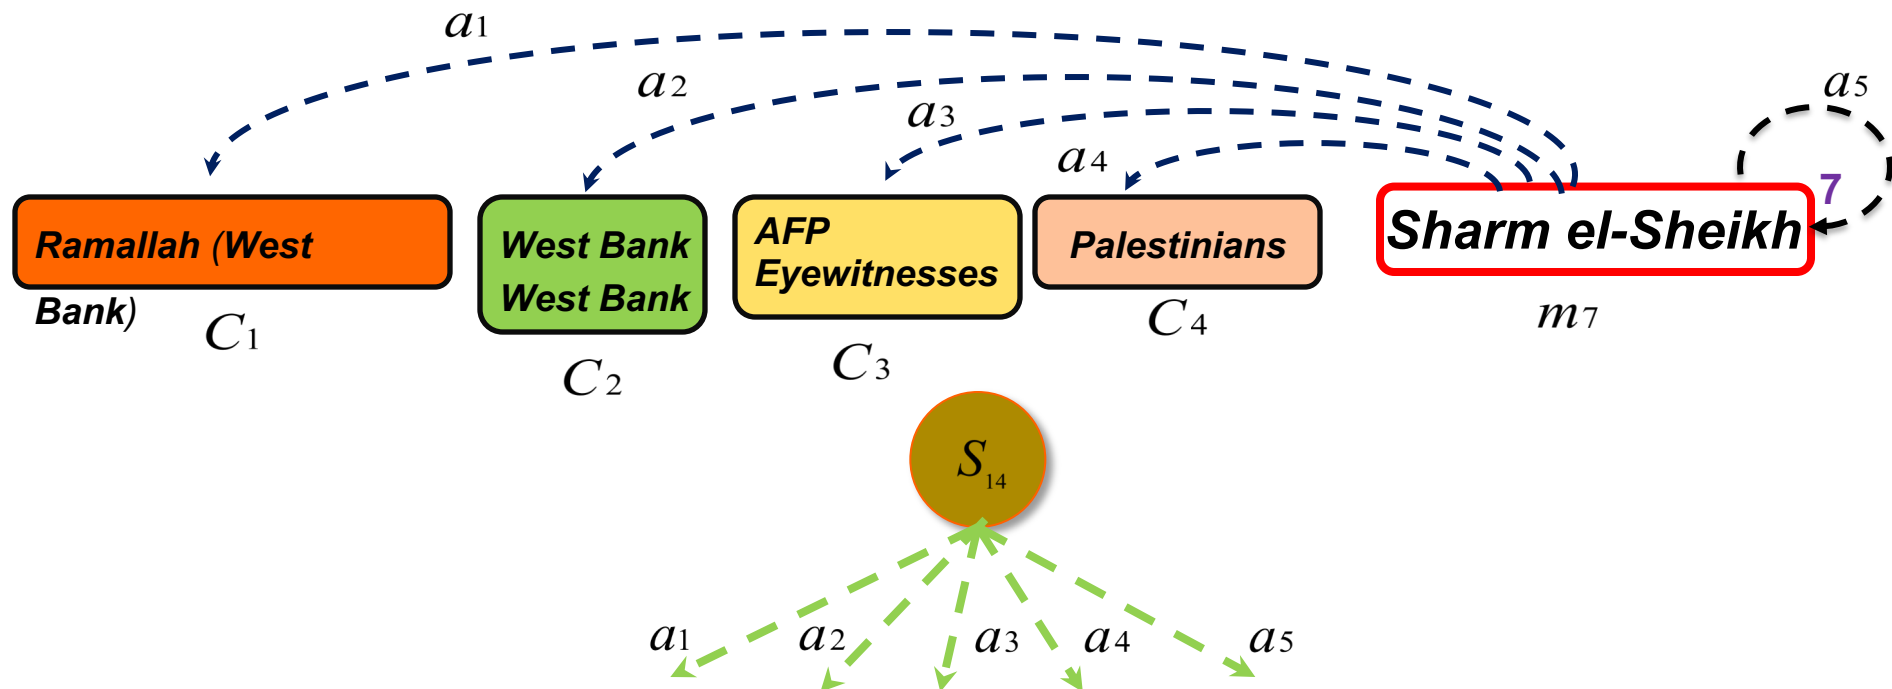 a1
a2
a3
a4
a5
7
Ramallah (West
Bank)
West Bank
West Bank
AFP
Eyewitnesses
Palestinians
Sharm el-Sheikh
C1
C2
C3
C4
m7
S14
a1
a2
a3
a4
a5